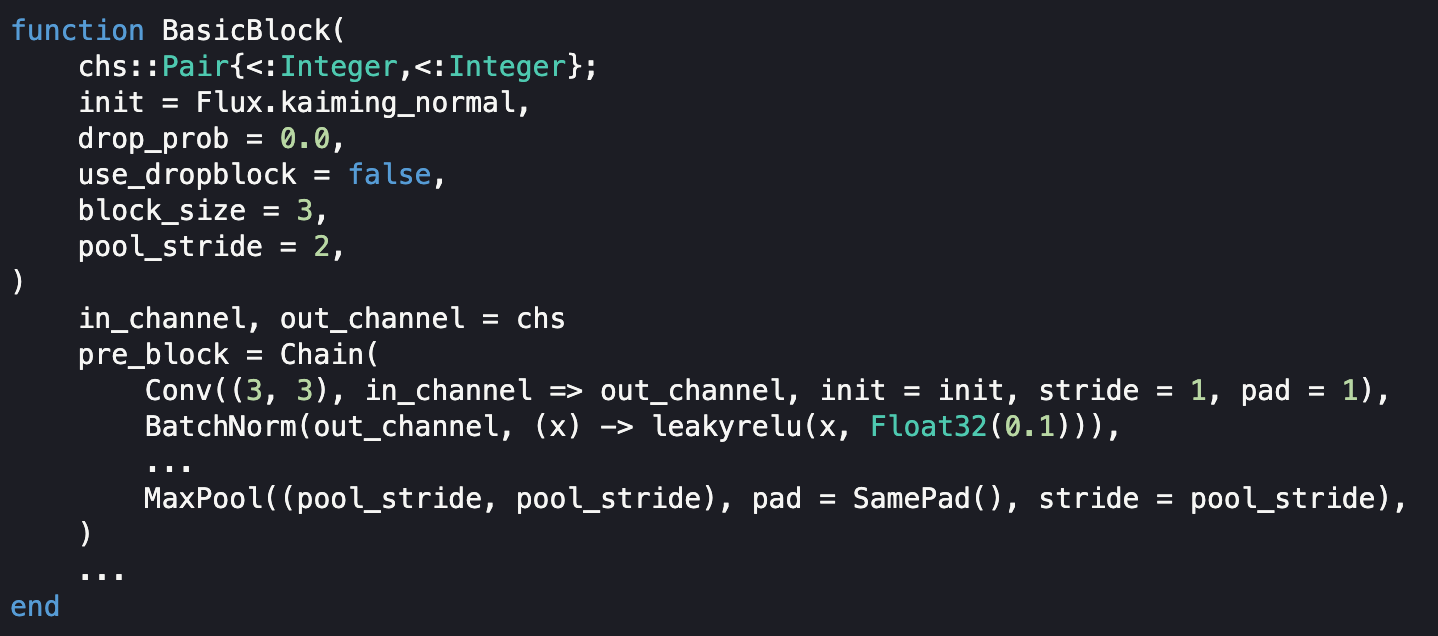 function BasicBlock(
    chs::Pair{<:Integer,<:Integer};
    init = Flux.kaiming_normal,
    drop_prob = 0.0,
    use_dropblock = false,
    block_size = 3,
    pool_stride = 2,
)
    in_channel, out_channel = chs
    pre_block = Chain(
        Conv((3, 3), in_channel => out_channel, init = init, stride = 1, pad = 1),
        BatchNorm(out_channel, (x) -> leakyrelu(x, Float32(0.1))),
        ...
        MaxPool((pool_stride, pool_stride), pad = SamePad(), stride = pool_stride),
    )
    ...
end